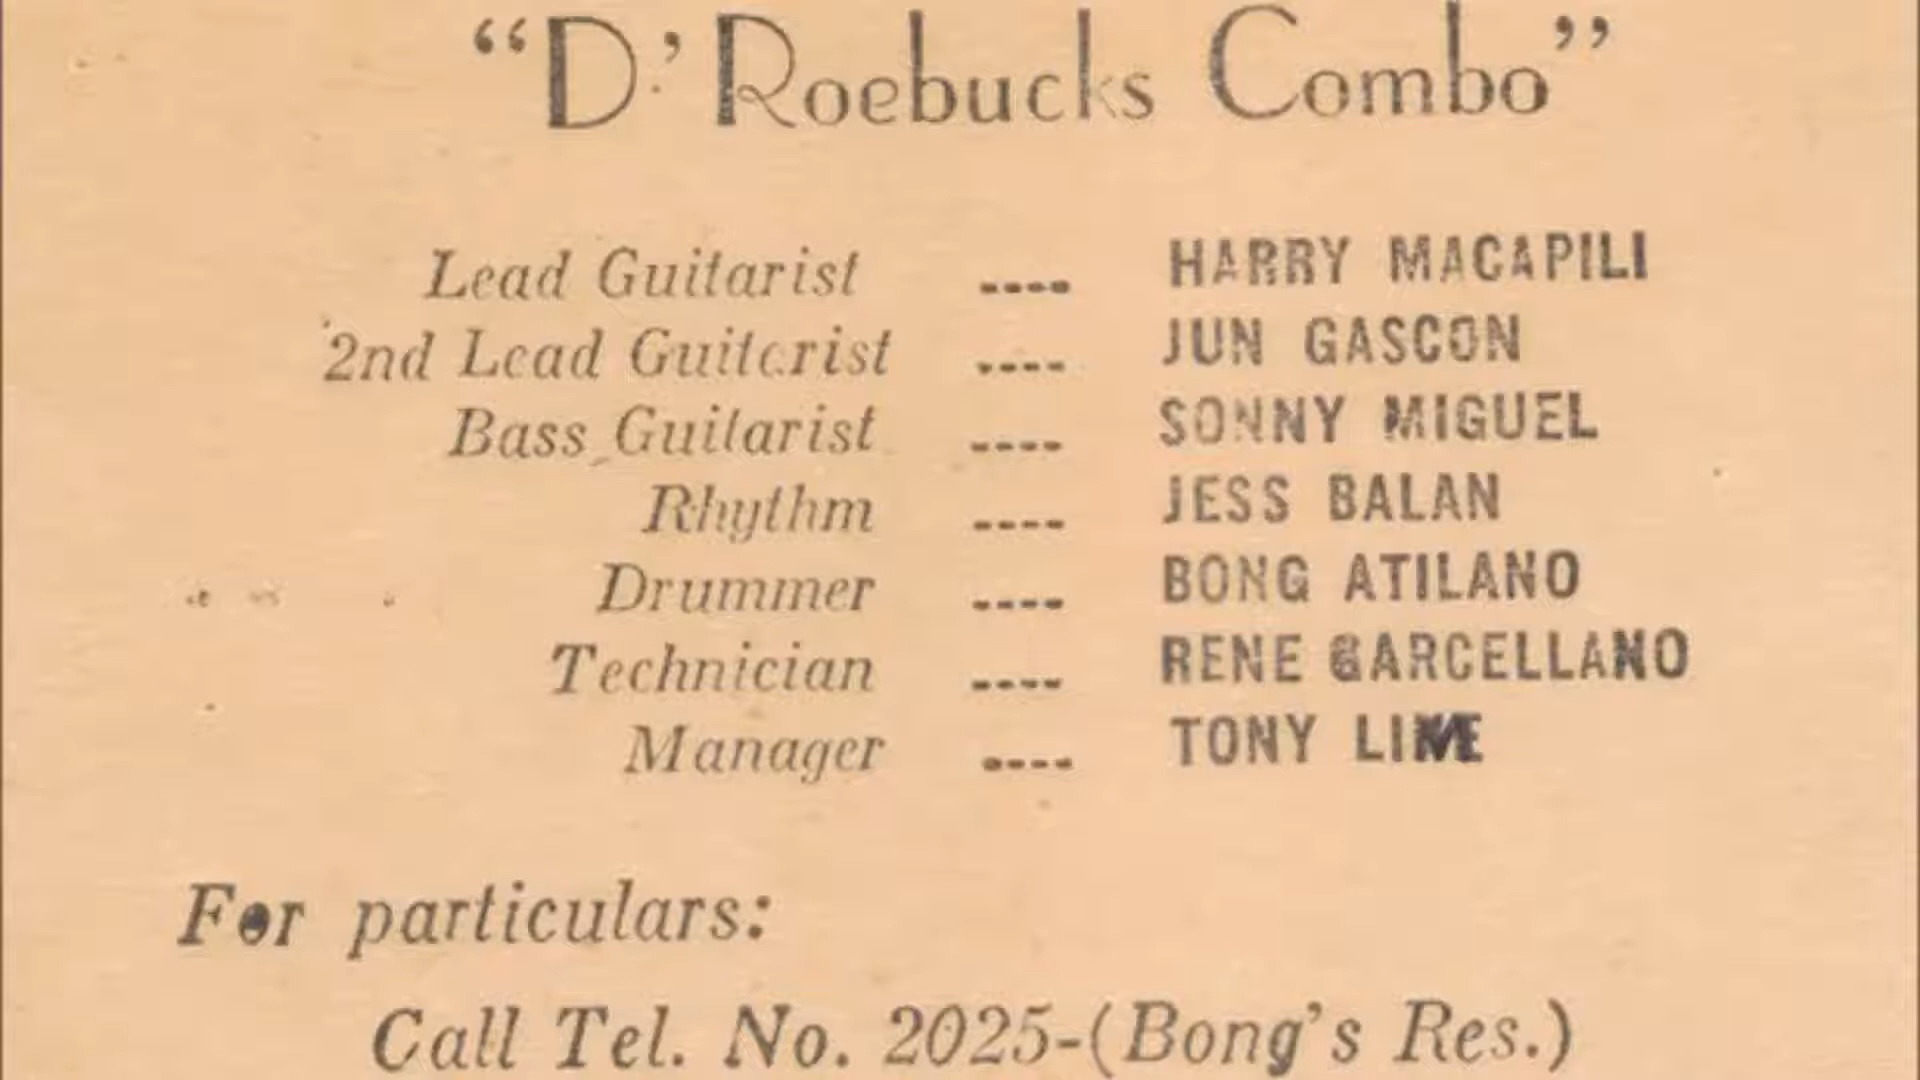 “D.’ Roebucks Combo”
Lead Guitarist ---- HARRY MACAPILI
2nd Lead Guitarist ---- JUN GASCON
Bass Guitarist ---- SONNY MIGUEL
Rhythm ---- JESS BALAN
Drummer ---- BONG ATILANO
Technician ---- RENE GARCELLANO
Manager ---- TONY
For particulars:
Call Tel. No. 2025-(Bong's Res.)